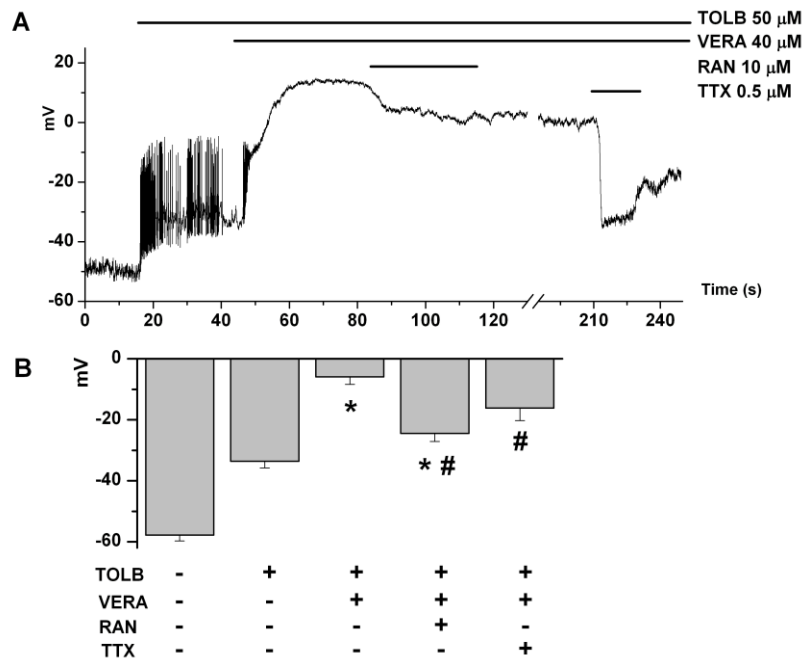 A
TOLB 50 μM
VERA 40 μM
RAN 10 μM
TTX 0.5 μM
mV
20
0
-20
-40
-60
0 20 40 60 80 100 120 210 240
Time (s)
B
mV
0
-20
-40
-60
*
* #
#
TOLB - + + + +
VERA - - + + +
RAN - - - + -
TTX - - - - +